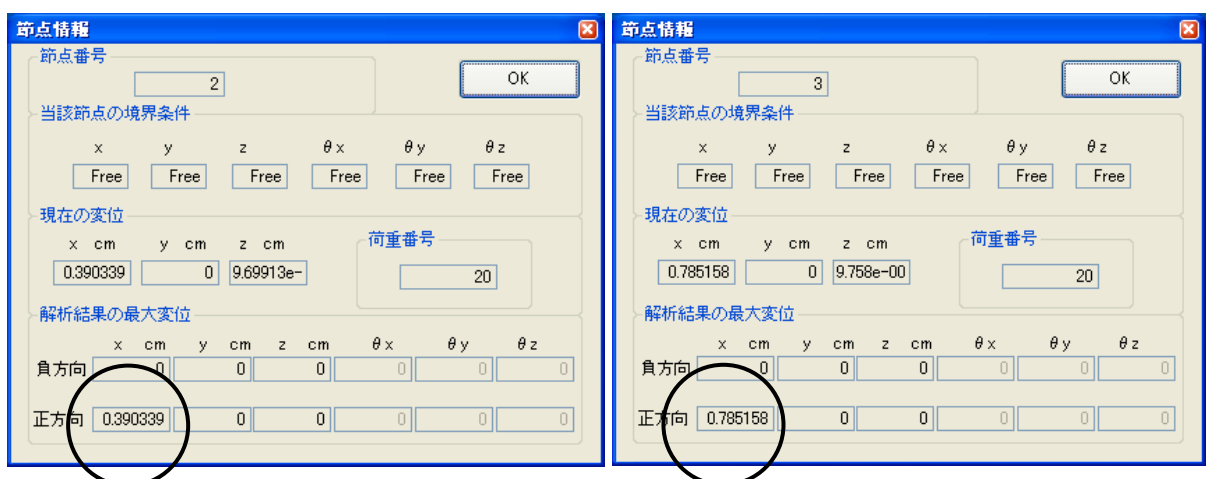 節点情報
節点番号
2
OK
当該節点の境界条件
x y z θx θy θz
Free Free Free Free Free Free
現在の変位
x cm y cm z cm
0.390339 0 9.69913e-
荷重番号
20
解析結果の最大変位
x cm y cm z cm θx θy θz
負方向 0 0 0 0 0 0
正方向 0.390339 0 0 0 0 0
節点情報
節点番号
3
OK
当該節点の境界条件
x y z θx θy θz
Free Free Free Free Free Free
現在の変位
x cm y cm z cm
0.785158 0 9.758e-00
荷重番号
20
解析結果の最大変位
x cm y cm z cm θx θy θz
負方向 0 0 0 0 0 0
正方向 0.785158 0 0 0 0 0